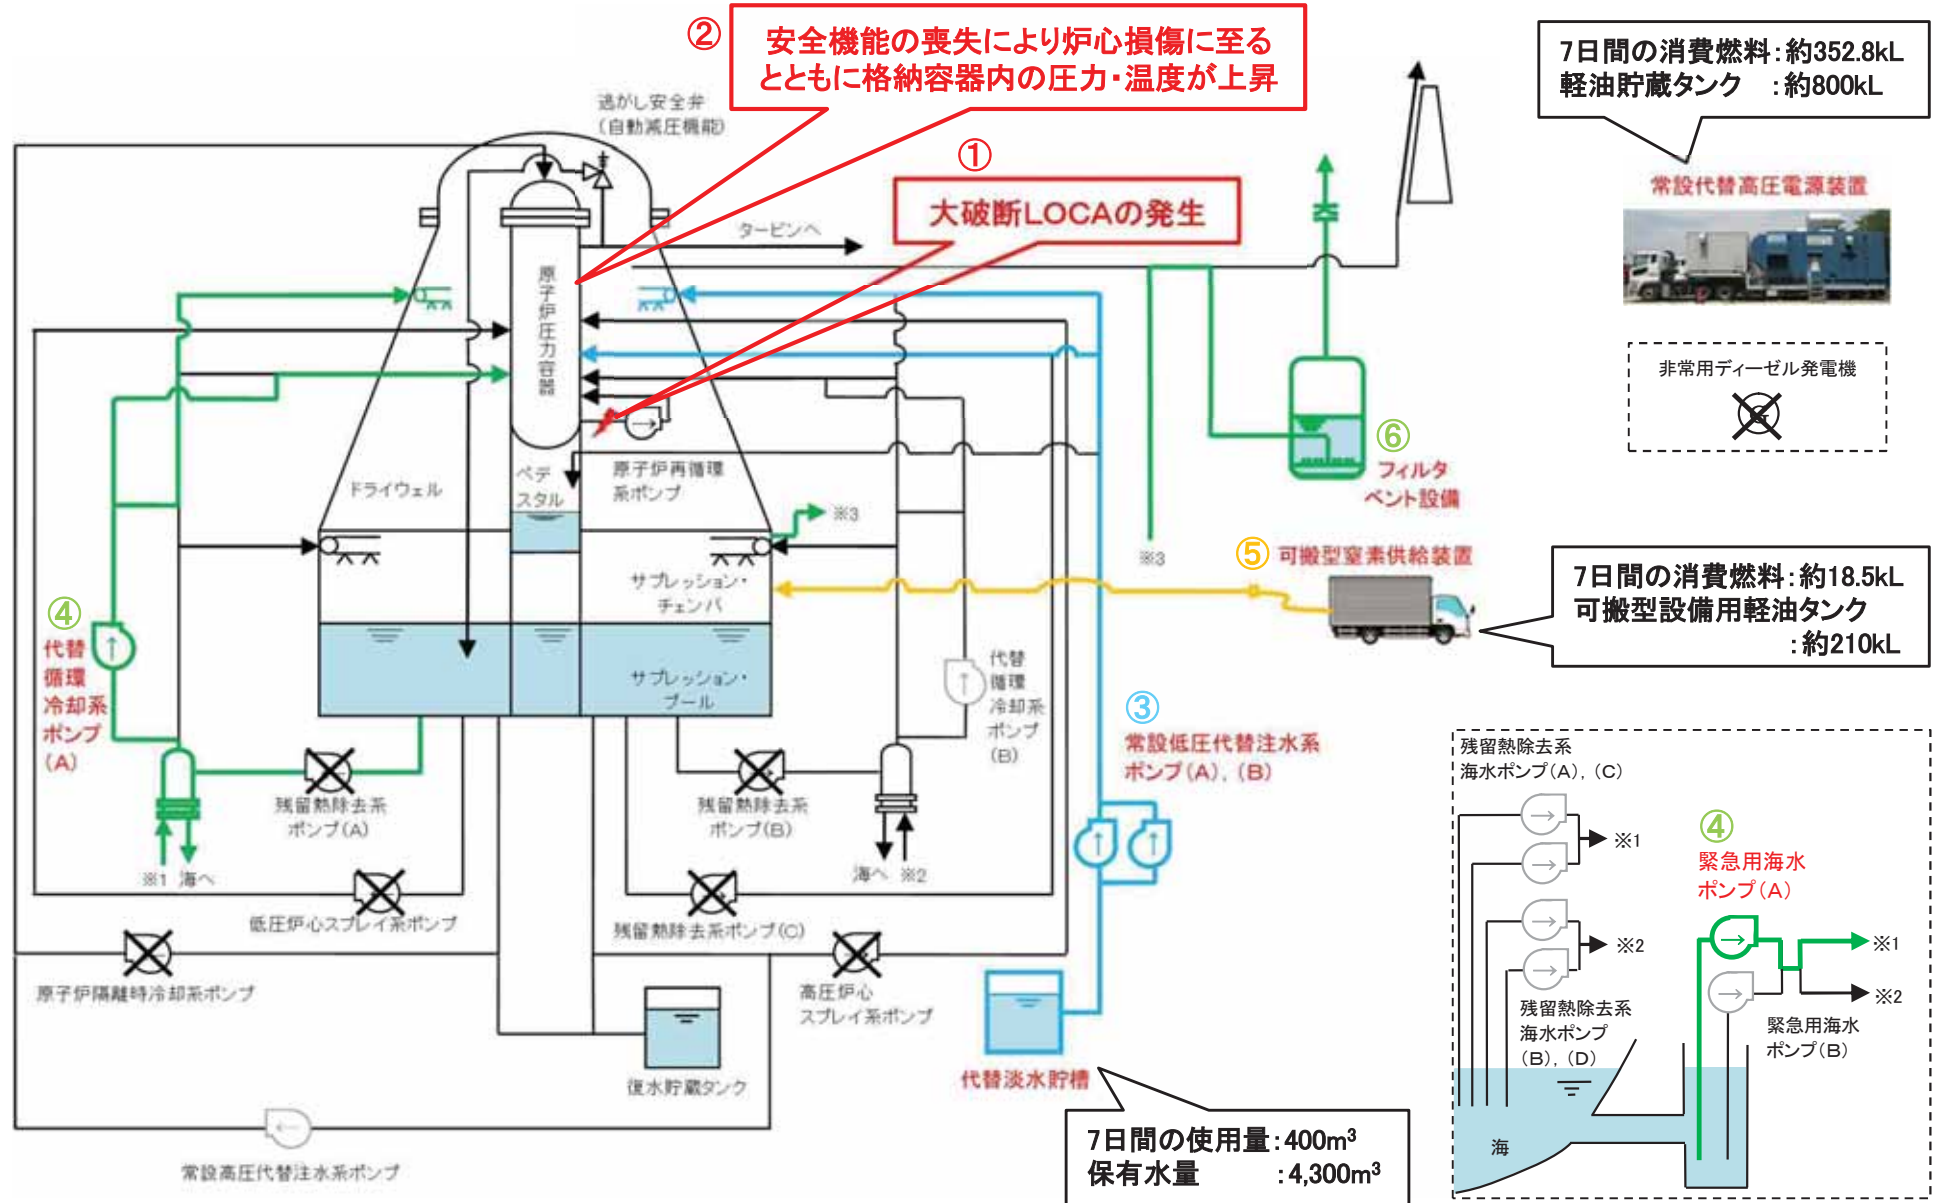 ②
安全機能の喪失により炉心損傷に至る
とともに格納容器内の圧力・温度が上昇
7日間の消費燃料:約352.8kL
軽油貯蔵タンク :約800kL
逃がし安全弁
(自動減圧機能)
①
大破断LOCAの発生
常設代替高圧電源装置
タービンへ
原子炉圧力容器
非常用ディーゼル発電機
G
⑥
フィルタ
ベント設備
ドライウェル
ペデ
スタル
原子炉再循環
系ポンプ
※3
※3
⑤
可搬型窒素供給装置
7日間の消費燃料:約18.5kL
可搬型設備用軽油タンク
:約210kL
サプレッション・
チェンバ
サプレッション・
プール
④
代替
循環
冷却系
ポンプ
(A)
代替
循環
冷却系
ポンプ
(B)
③
常設低圧代替注水系
ポンプ(A), (B)
残留熱除去系
ポンプ(A)
残留熱除去系
ポンプ(B)
※1 海へ
海へ ※2
低圧炉心スプレイ系ポンプ
残留熱除去系ポンプ(C)
原子炉隔離時冷却系ポンプ
高圧炉心
スプレイ系ポンプ
復水貯蔵タンク
代替淡水貯槽
常設高圧代替注水系ポンプ
7日間の使用量:400m³
保有水量 :4,300m³
残留熱除去系
海水ポンプ(A), (C)
※1
※2
残留熱除去系
海水ポンプ
(B), (D)
④
緊急用海水
ポンプ(A)
※1
※2
緊急用海水
ポンプ(B)
海